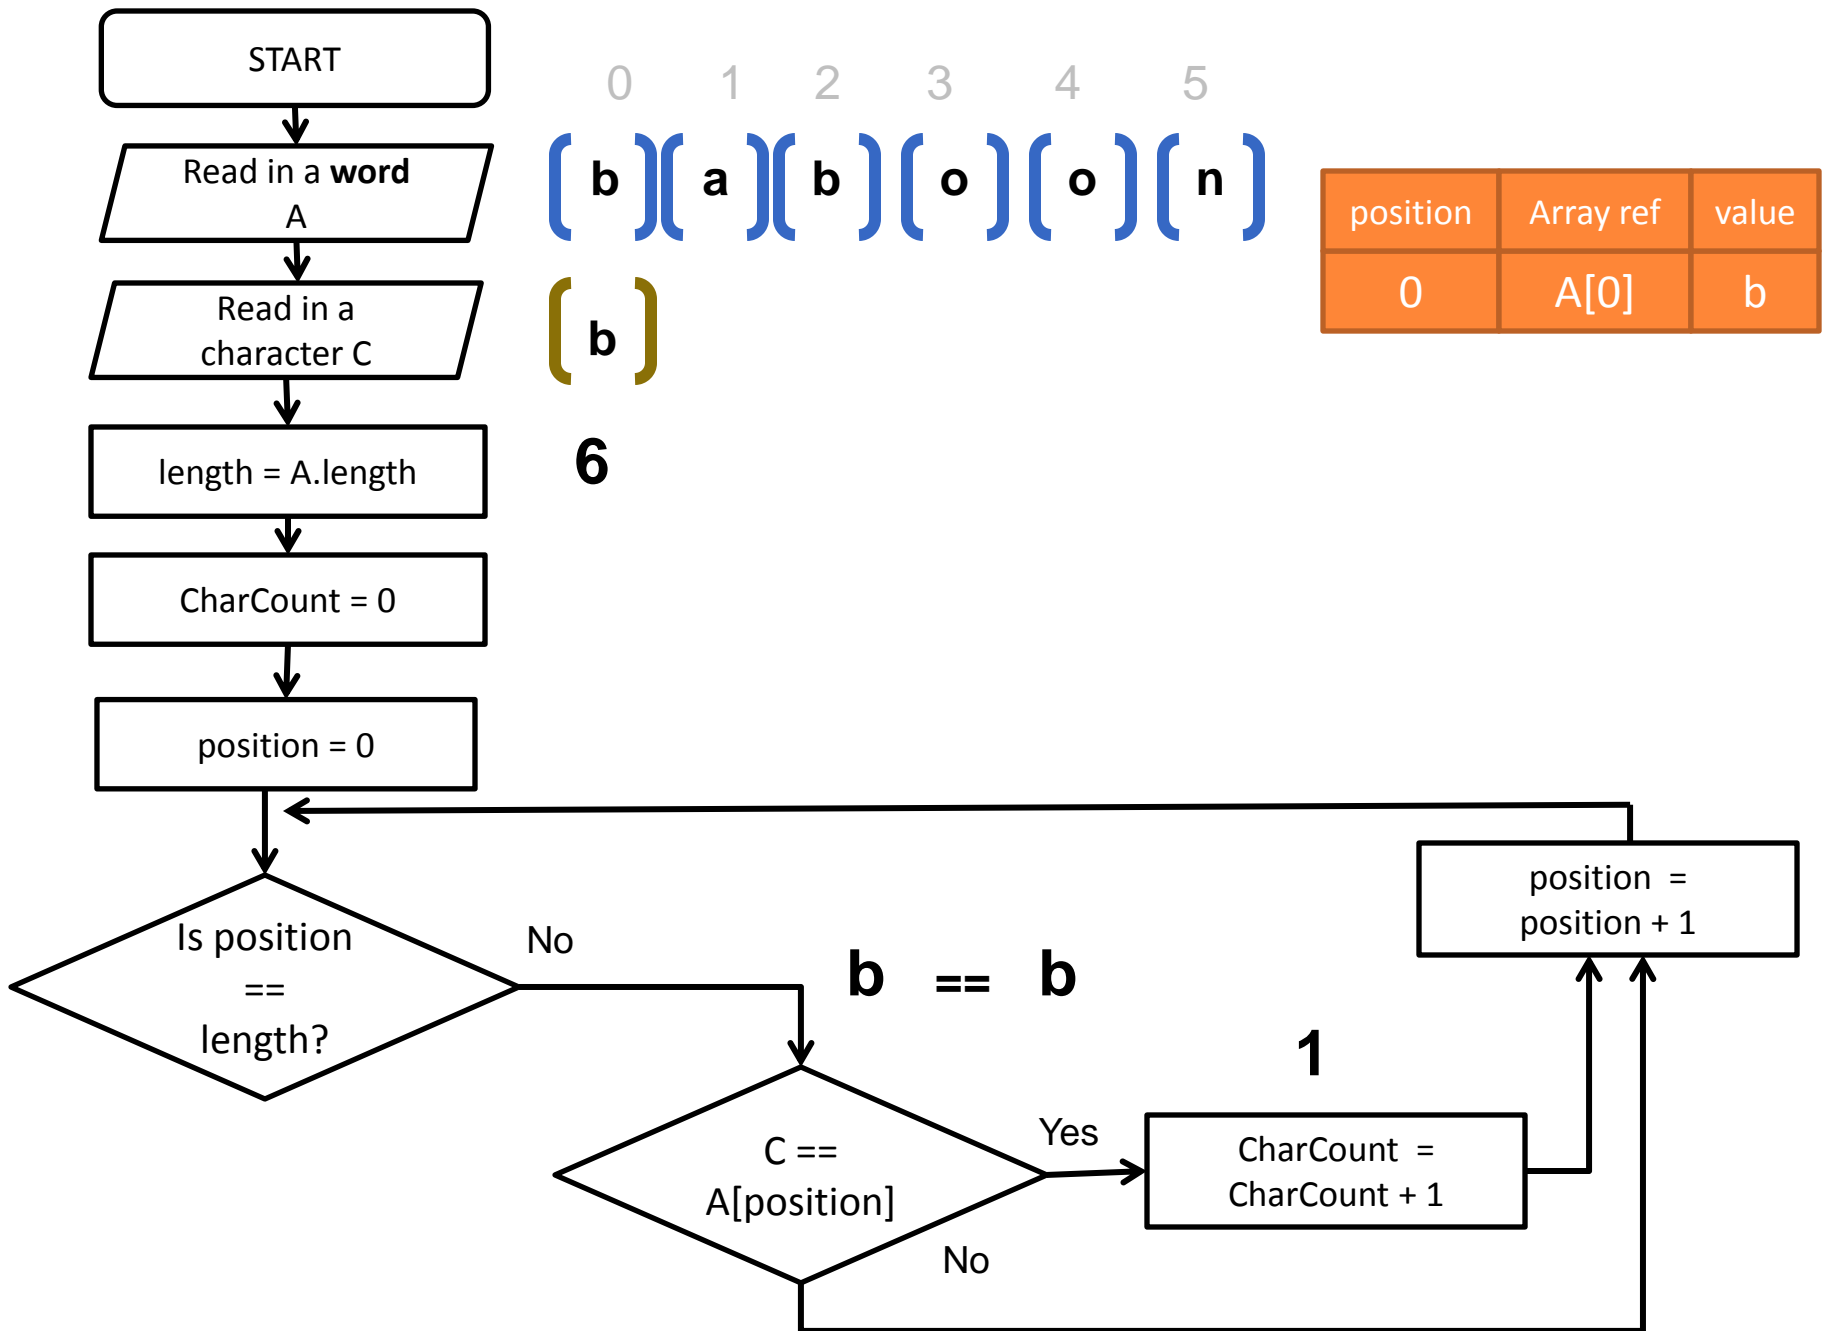 START
0 1 2 3 4 5
Read in a word
A
b a b o o n
position Array ref value
0 A[0] b
Read in a
character C
b
length = A.length
6
CharCount = 0
position = 0
position =
position + 1
Is position
==
length?
No
b == b
1
C ==
A[position]
Yes
CharCount =
CharCount + 1
No